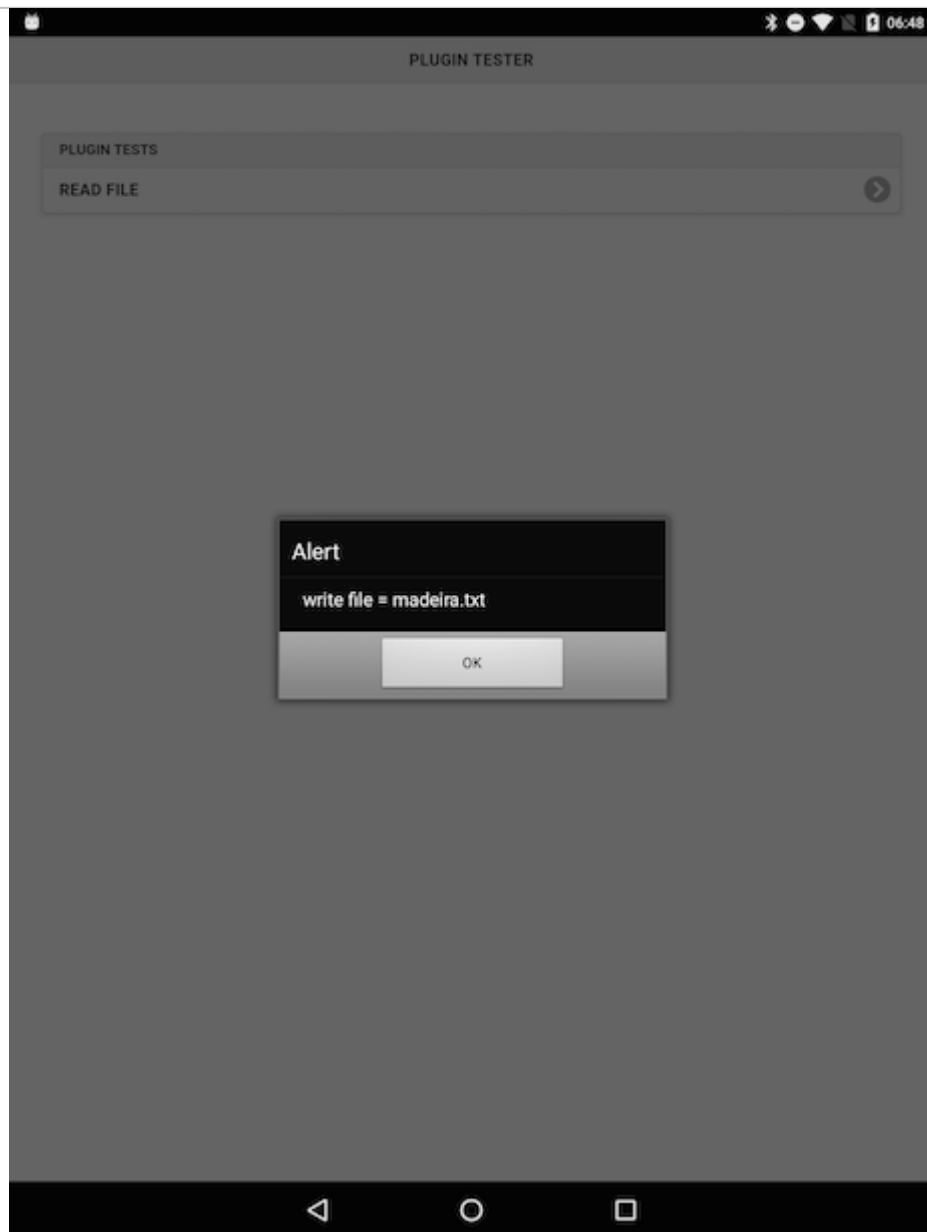 06:48
PLUGIN TESTER
PLUGIN TESTS
READ FILE
Alert
write file = madeira.txt
OK